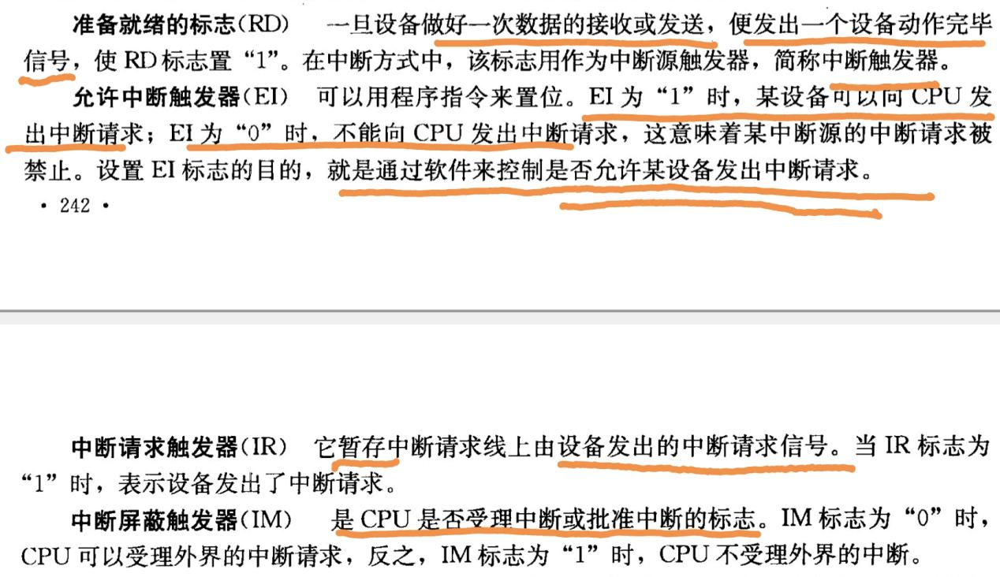 准备就绪的标志(RD) 一旦设备做好一次数据的接收或发送，便发出一个设备动作完毕
信号，使 RD 标志置“1”。在中断方式中，该标志用作为中断源触发器，简称中断触发器。
允许中断触发器(EI) 可以用程序指令来置位。EI 为“1”时，某设备可以向 CPU 发
出中断请求；EI 为“0”时，不能向 CPU 发出中断请求，这意味着某中断源的中断请求被
禁止。设置 EI 标志的目的，就是通过软件来控制是否允许某设备发出中断请求。
· 242 ·
中断请求触发器(IR) 它暂存中断请求线上由设备发出的中断请求信号。当 IR 标志为
“1”时，表示设备发出了中断请求。
中断屏蔽触发器(IM) 是 CPU 是否受理中断或批准中断的标志。IM 标志为“0”时，
CPU 可以受理外界的中断请求，反之，IM 标志为“1”时，CPU 不受理外界的中断。